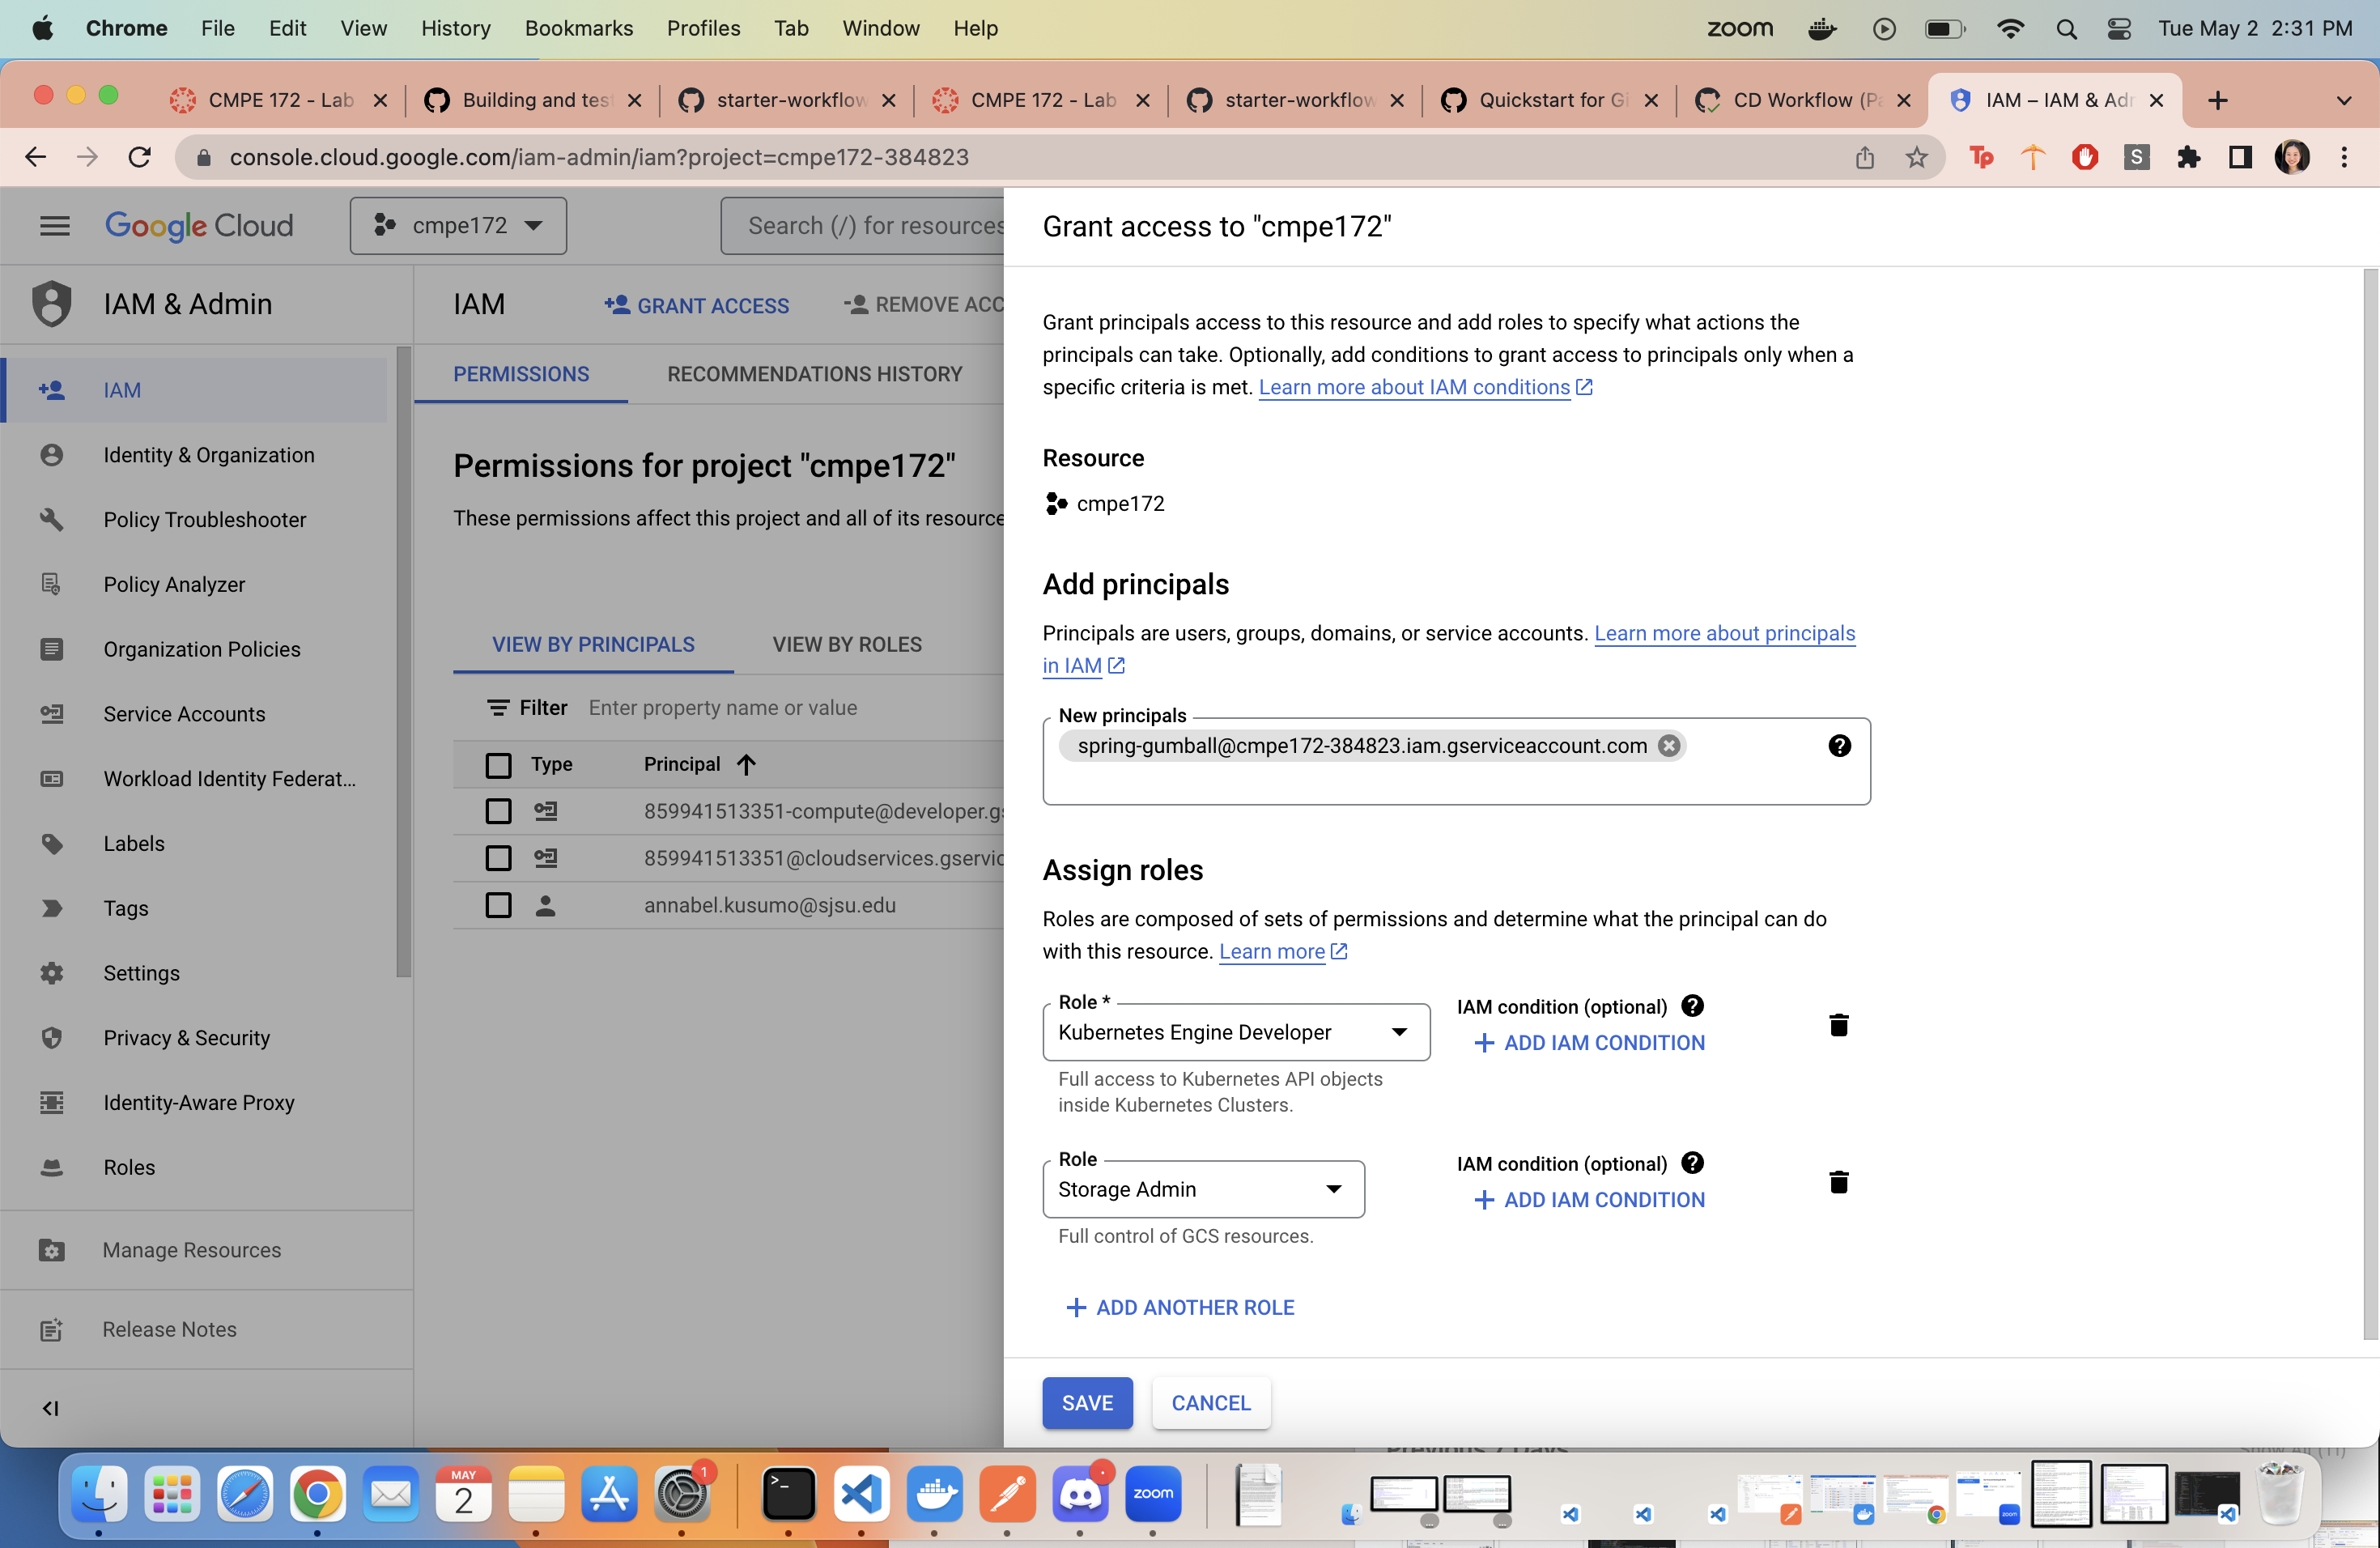 Chrome File Edit View History Bookmarks Profiles Tab Window Help
zoom Tue May 2 2:31 PM
CMPE 172 - Lab
Building and tes
starter-workflow
CMPE 172 - Lab
starter-workflow
Quickstart for Gi
CD Workflow (Pa
IAM – IAM & Adr
console.cloud.google.com/iam-admin/iam?project=cmpe172-384823
Tp
S
Google Cloud
cmpe172
Search (/) for resources
IAM & Admin
IAM
Identity & Organization
Policy Troubleshooter
Policy Analyzer
Organization Policies
Service Accounts
Workload Identity Federat...
Labels
Tags
Settings
Privacy & Security
Identity-Aware Proxy
Roles
Manage Resources
Release Notes
IAM
GRANT ACCESS
REMOVE ACC
PERMISSIONS
RECOMMENDATIONS HISTORY
Permissions for project "cmpe172"
These permissions affect this project and all of its resource
VIEW BY PRINCIPALS
VIEW BY ROLES
Filter Enter property name or value
Type Principal
859941513351-compute@developer.gs
859941513351@cloudservices.gservic
annabel.kusumo@sjsu.edu
Grant access to "cmpe172"
Grant principals access to this resource and add roles to specify what actions the
principals can take. Optionally, add conditions to grant access to principals only when a
specific criteria is met. Learn more about IAM conditions
Resource
cmpe172
Add principals
Principals are users, groups, domains, or service accounts. Learn more about principals
in IAM
New principals
spring-gumball@cmpe172-384823.iam.gserviceaccount.com
Assign roles
Roles are composed of sets of permissions and determine what the principal can do
with this resource. Learn more
Role *
Kubernetes Engine Developer
IAM condition (optional)
ADD IAM CONDITION
Full access to Kubernetes API objects
inside Kubernetes Clusters.
Role
Storage Admin
IAM condition (optional)
ADD IAM CONDITION
Full control of GCS resources.
ADD ANOTHER ROLE
SAVE
CANCEL
Previous 7 Days
Show All (11)
MAY
2
1
zoom
zoom